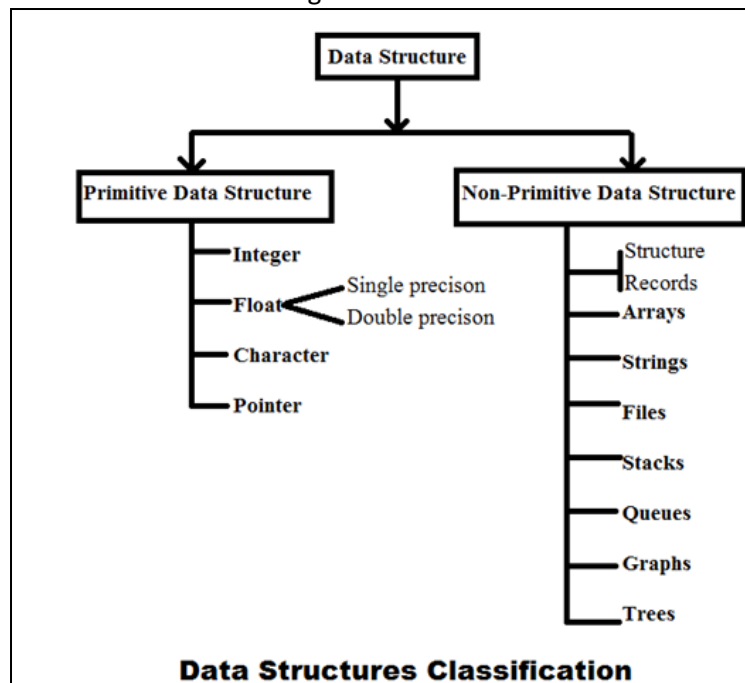 Data Structure
Primitive Data Structure
Integer
Float
Single precison
Double precison
Character
Pointer
Non-Primitive Data Structure
Structure
Records
Arrays
Strings
Files
Stacks
Queues
Graphs
Trees
Data Structures Classification